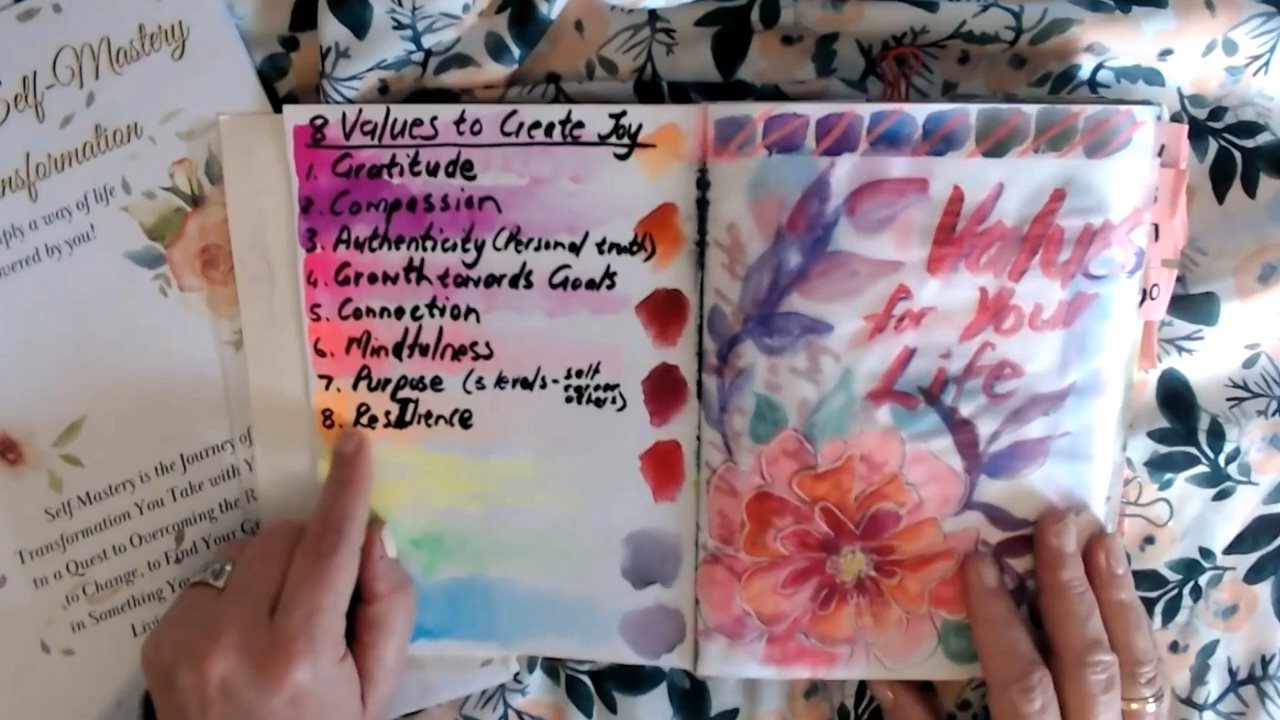 Self-Mastery
Transformation
ply a way of life
vered by you!
Self Mastery is the Journey of
Transformation You Take with Y
in a Quest to Overcoming the R
to Change, to Find Your G
in Something Yo
Livi
8 Values to Create Joy
1. Gratitude
2. Compassion
3. Authenticity (Personal truth)
4. Growth towards Goals
5. Connection
6. Mindfulness
7. Purpose (3 levels - self
career
others)
8. Resilience
Values
for Your
Life